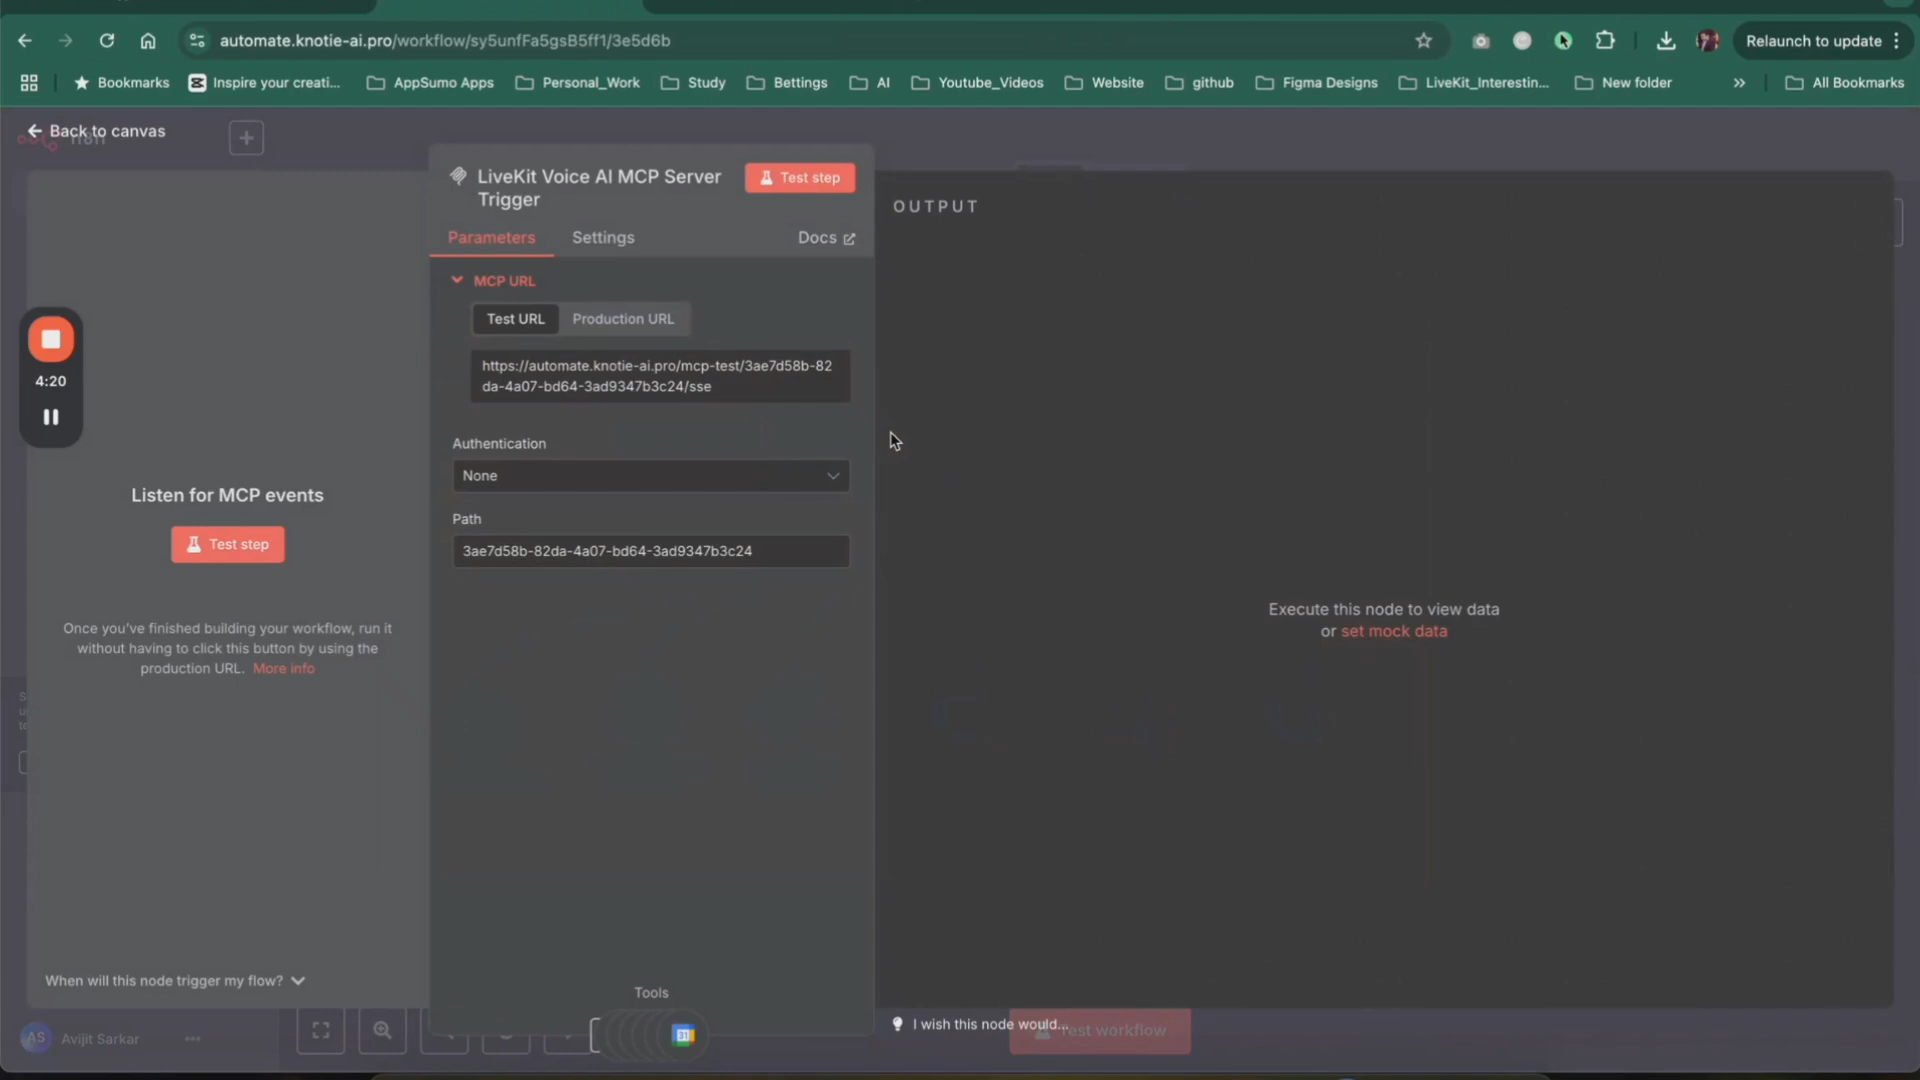 automate.knotie-ai.pro/workflow/sy5unfFa5gsB5ff1/3e5d6b
Relaunch to update
Bookmarks
Inspire your creati...
AppSumo Apps
Personal_Work
Study
Bettings
AI
Youtube_Videos
Website
github
Figma Designs
LiveKit_Interestin...
New folder
All Bookmarks
Back to canvas
n8n
LiveKit Voice AI MCP Server
Trigger
Test step
OUTPUT
Parameters
Settings
Docs
MCP URL
Test URL
Production URL
https://automate.knotie-ai.pro/mcp-test/3ae7d58b-82
da-4a07-bd64-3ad9347b3c24/sse
4:20
Authentication
None
Path
3ae7d58b-82da-4a07-bd64-3ad9347b3c24
Listen for MCP events
Test step
Once you've finished building your workflow, run it
without having to click this button by using the
production URL. More info
Execute this node to view data
or set mock data
When will this node trigger my flow?
Tools
31
I wish this node would...
Test workflow
AS
Avijit Sarkar